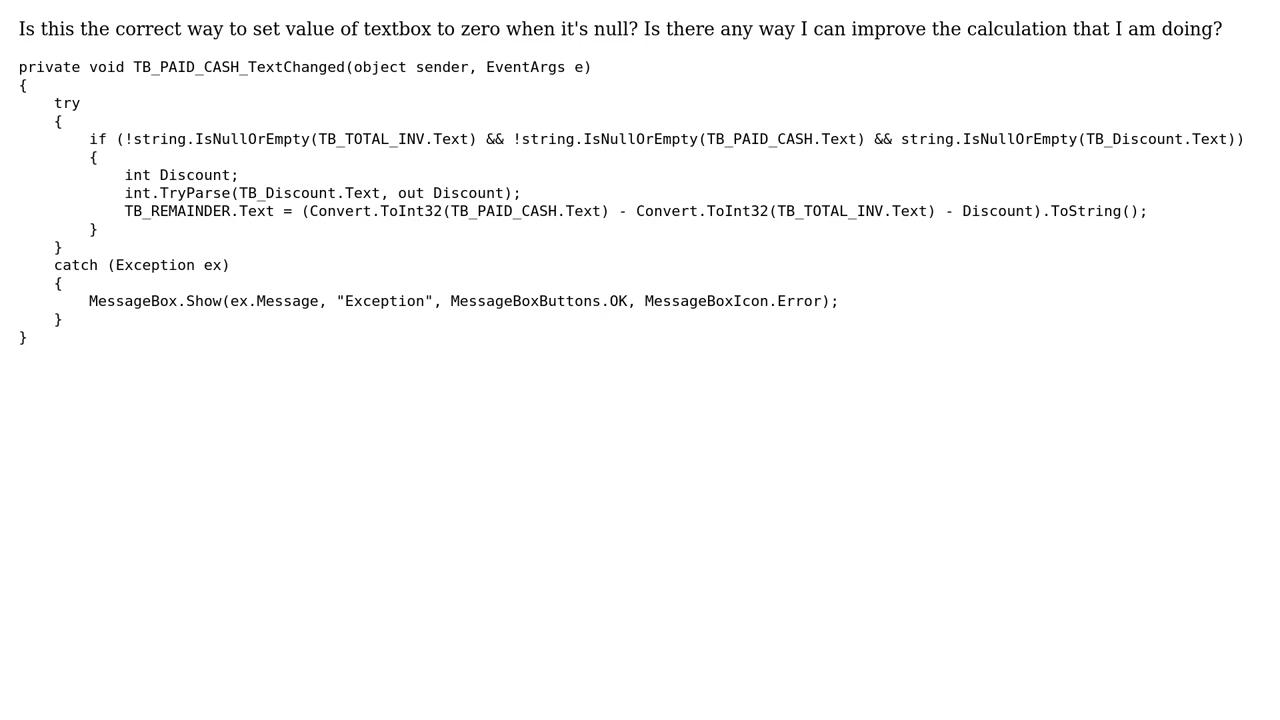 Is this the correct way to set value of textbox to zero when it's null? Is there any way I can improve the calculation that I am doing?
private void TB_PAID_CASH_TextChanged(object sender, EventArgs e)
{
    try
    {
        if (!string.IsNullOrEmpty(TB_TOTAL_INV.Text) && !string.IsNullOrEmpty(TB_PAID_CASH.Text) && string.IsNullOrEmpty(TB_Discount.Text))
        {
            int Discount;
            int.TryParse(TB_Discount.Text, out Discount);
            TB_REMAINDER.Text = (Convert.ToInt32(TB_PAID_CASH.Text) - Convert.ToInt32(TB_TOTAL_INV.Text) - Discount).ToString();
        }
    }
    catch (Exception ex)
    {
        MessageBox.Show(ex.Message, "Exception", MessageBoxButtons.OK, MessageBoxIcon.Error);
    }
}